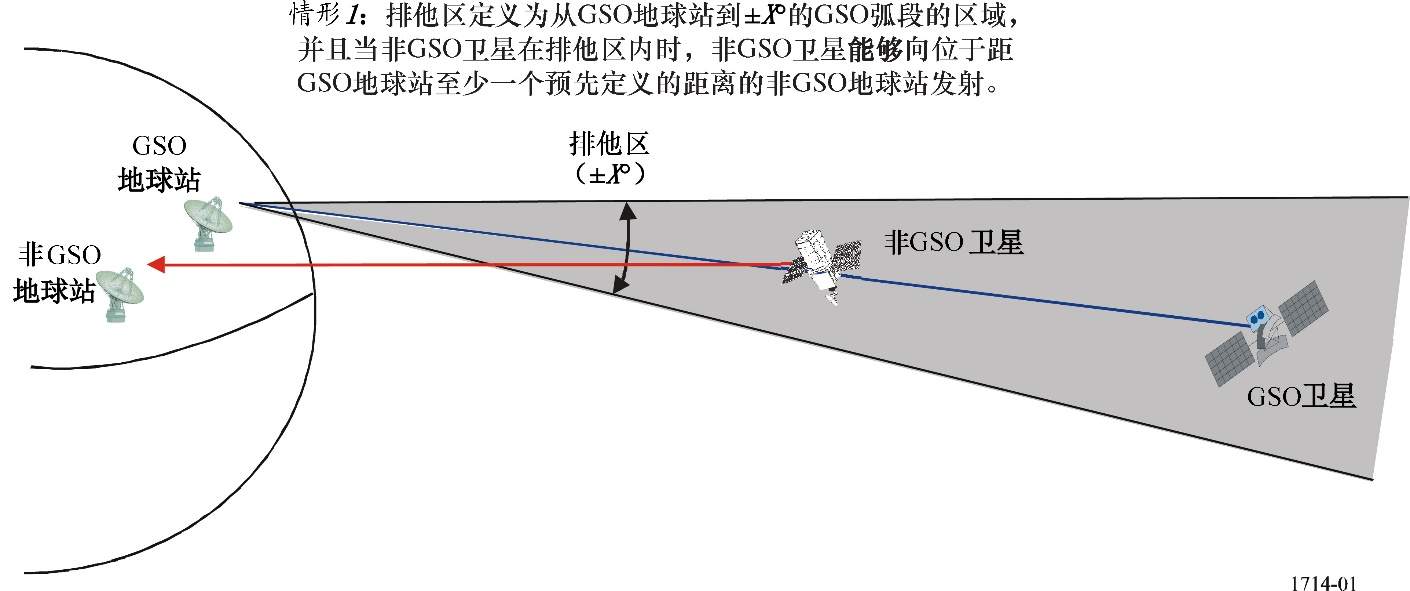 情形1：排他区定义为从GSO地球站到±X°的GSO弧段的区域，
并且当非GSO卫星在排他区内时，非GSO卫星能够向位于距
GSO地球站至少一个预先定义的距离的非GSO地球站发射。
GSO
地球站
排他区
（±X°）
非GSO 卫星
非GSO
地球站
GSO卫星
1714-01